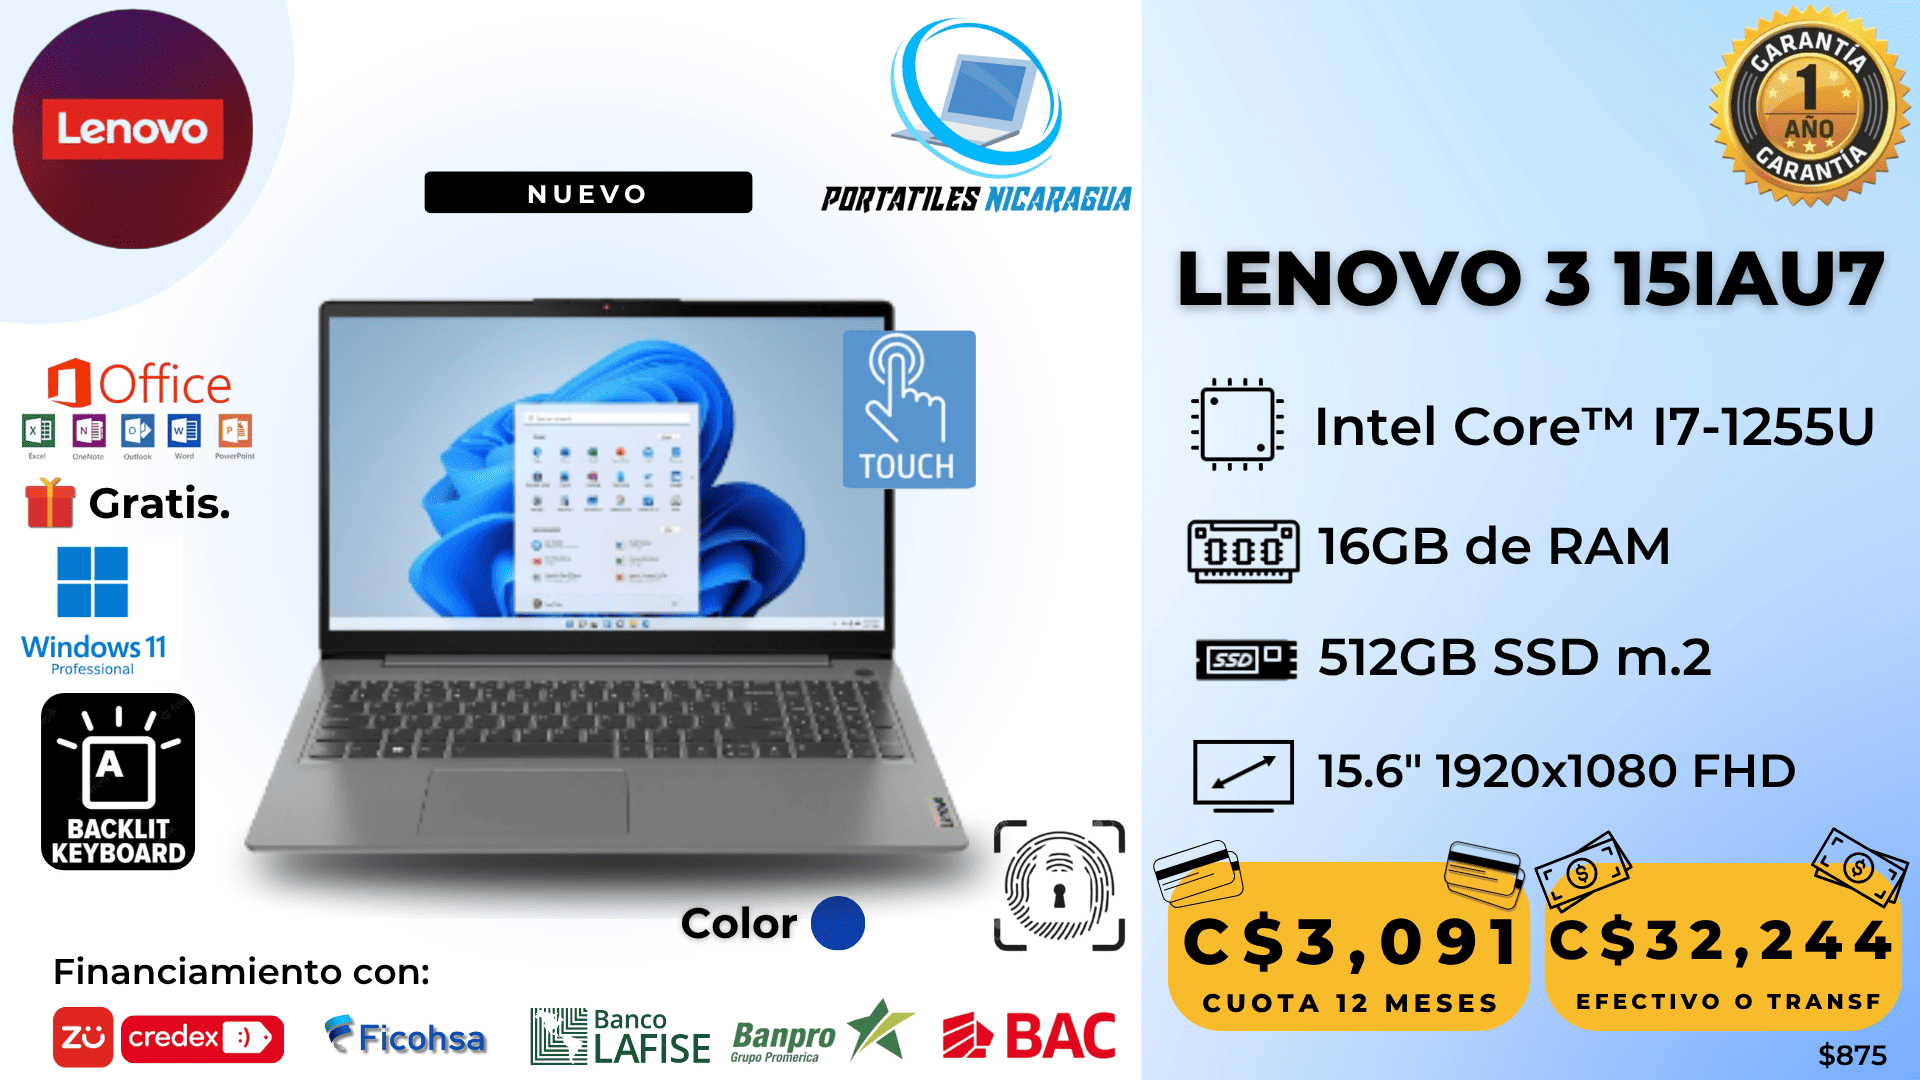 Lenovo
NUEVO
PORTATILES NICARAGUA
GARANTÍA
1
AÑO
GARANTÍA
LENOVO 3 15IAU7
Office
Excel
OneNote
Outlook
Word
PowerPoint
Gratis.
Windows 11
Professional
A
BACKLIT
KEYBOARD
TOUCH
Lenovo
Color
Intel Core™ I7-1255U
16GB de RAM
SSD
512GB SSD m.2
15.6" 1920x1080 FHD
C$3,091
CUOTA 12 MESES
C$32,244
EFECTIVO O TRANSF
$875
Financiamiento con:
zü
credex :)
Ficohsa
Banco
LAFISE
Banpro
Grupo Promerica
BAC